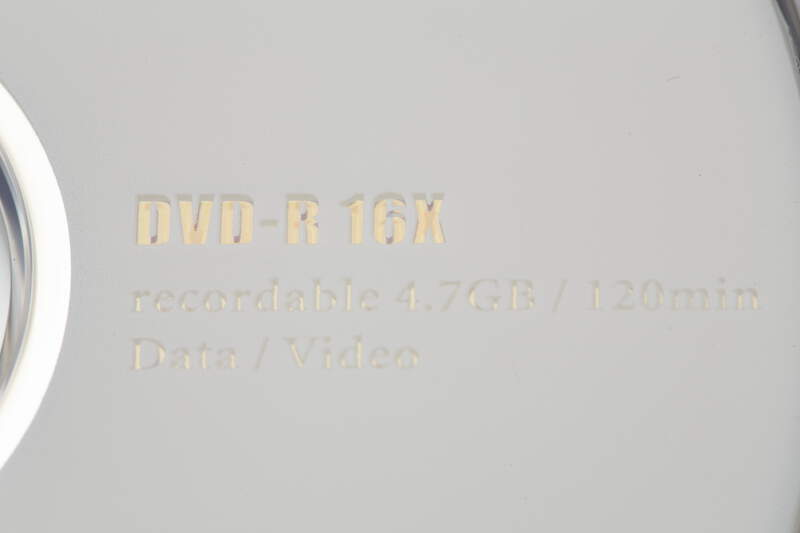 DVD-R 16X
recordable 4.7GB / 120min
Data / Video